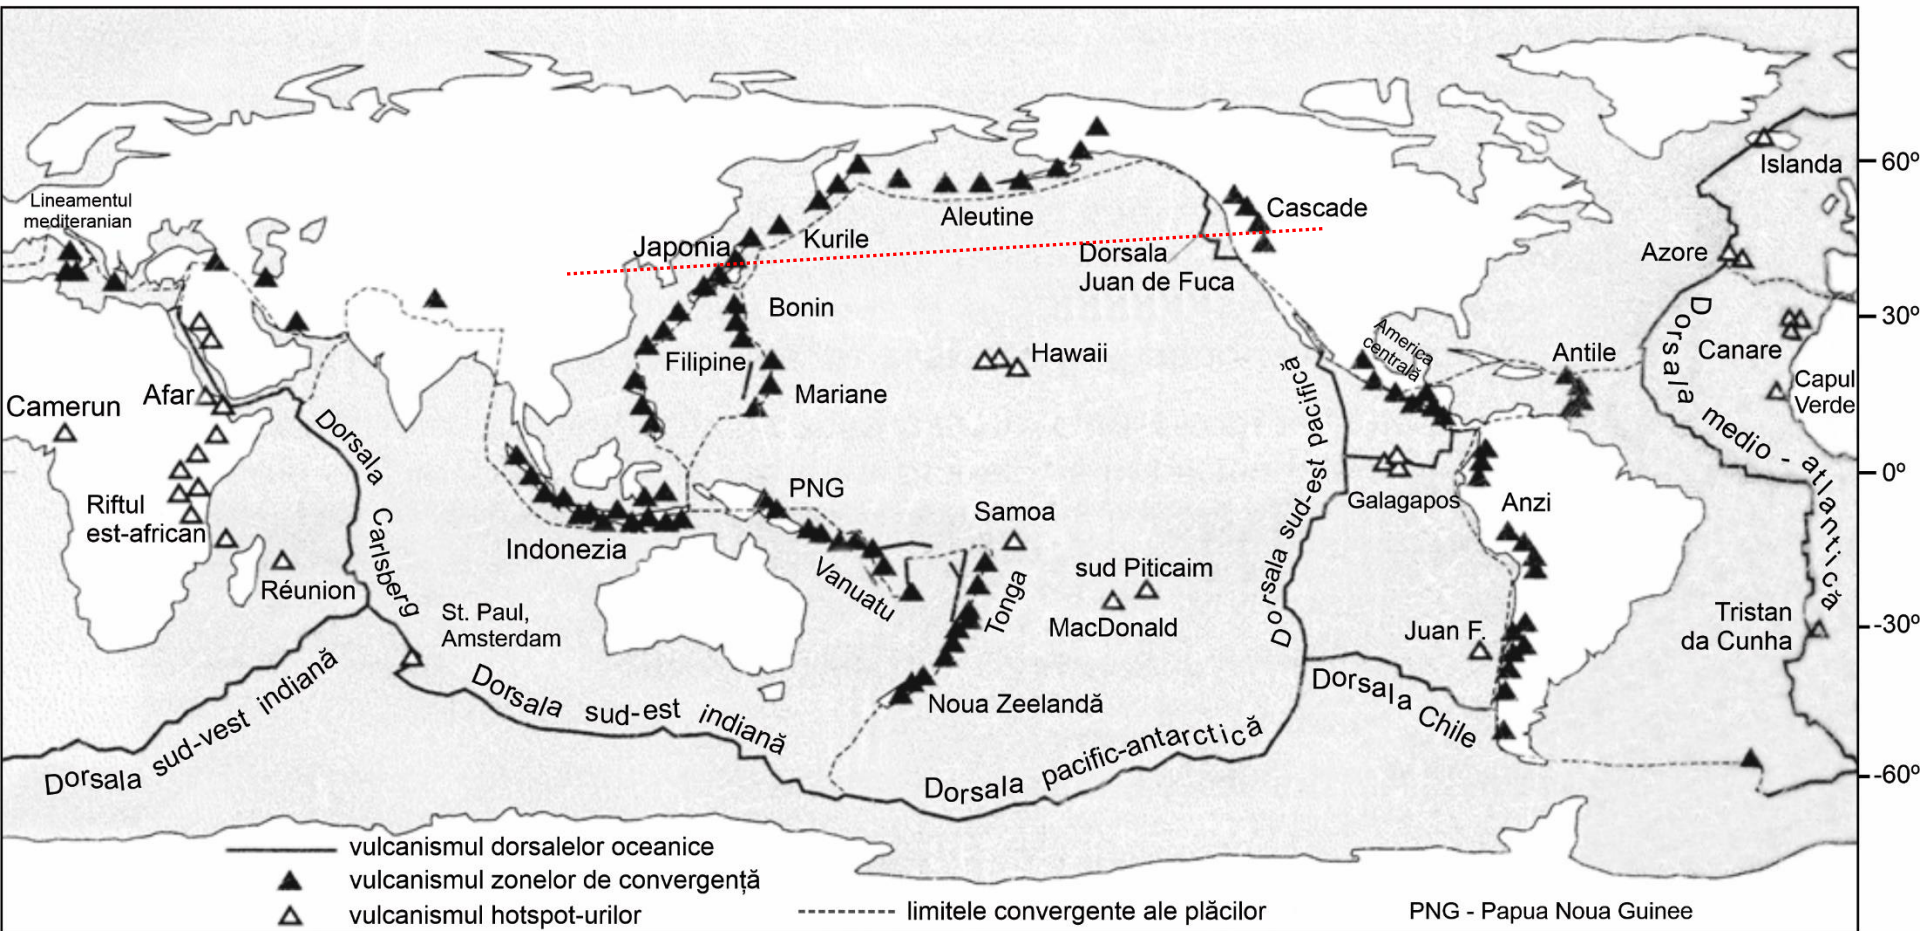 60º
Islanda
Lineamentul
mediteranian
Cascade
Aleutine
Kurile
Japonia
Dorsala
Juan de Fuca
Azore
Bonin
30º
Dorsala medio - atlantică
America
centrală
Filipine
Hawaii
Antile
Canare
Afar
Mariane
Capul
Verde
Camerun
Dorsala Carlsberg
Dorsala sud-est pacifică
0º
PNG
Galagapos
Riftul
est-african
Samoa
Anzi
Indonezia
Vanuatu
sud Piticaim
Réunion
Tonga
St. Paul,
Amsterdam
MacDonald
Juan F.
Tristan
da Cunha
-30º
Dorsala sud-vest indiană
Dorsala sud-est indiană
Noua Zeelandă
Dorsala Chile
Dorsala pacific-antarctică
-60º
vulcanismul dorsalelor oceanice
vulcanismul zonelor de convergență
vulcanismul hotspot-urilor
limitele convergente ale plăcilor
PNG - Papua Noua Guinee